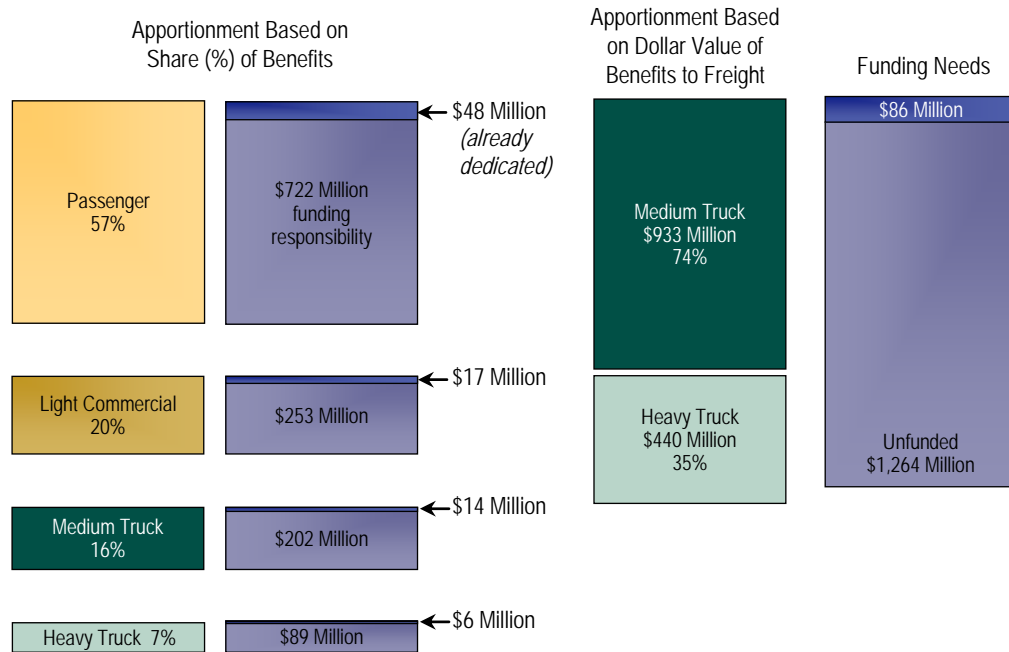 Apportionment Based on
Share (%) of Benefits
Passenger
57%
$722 Million
funding
responsibility
$48 Million
(already
dedicated)
Light Commercial
20%
$253 Million
$17 Million
Medium Truck
16%
$202 Million
$14 Million
Heavy Truck 7%
$89 Million
$6 Million
Apportionment Based
on Dollar Value of
Benefits to Freight
Medium Truck
$933 Million
74%
Heavy Truck
$440 Million
35%
Funding Needs
$86 Million
Unfunded
$1,264 Million